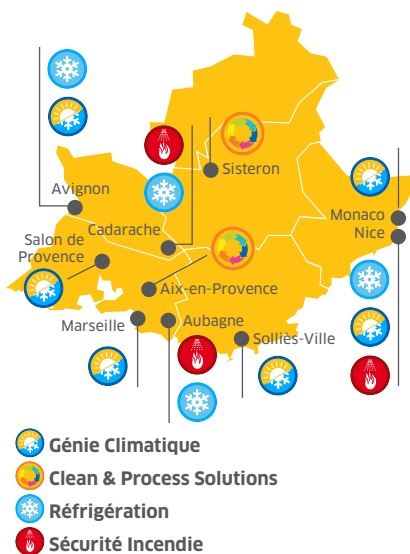 Sisteron
Avignon
Monaco
Cadarache
Nice
Salon de
Provence
Aix-en-Provence
Marseille
Aubagne
Solliès-Ville
Génie Climatique
Clean & Process Solutions
Réfrigération
Sécurité Incendie